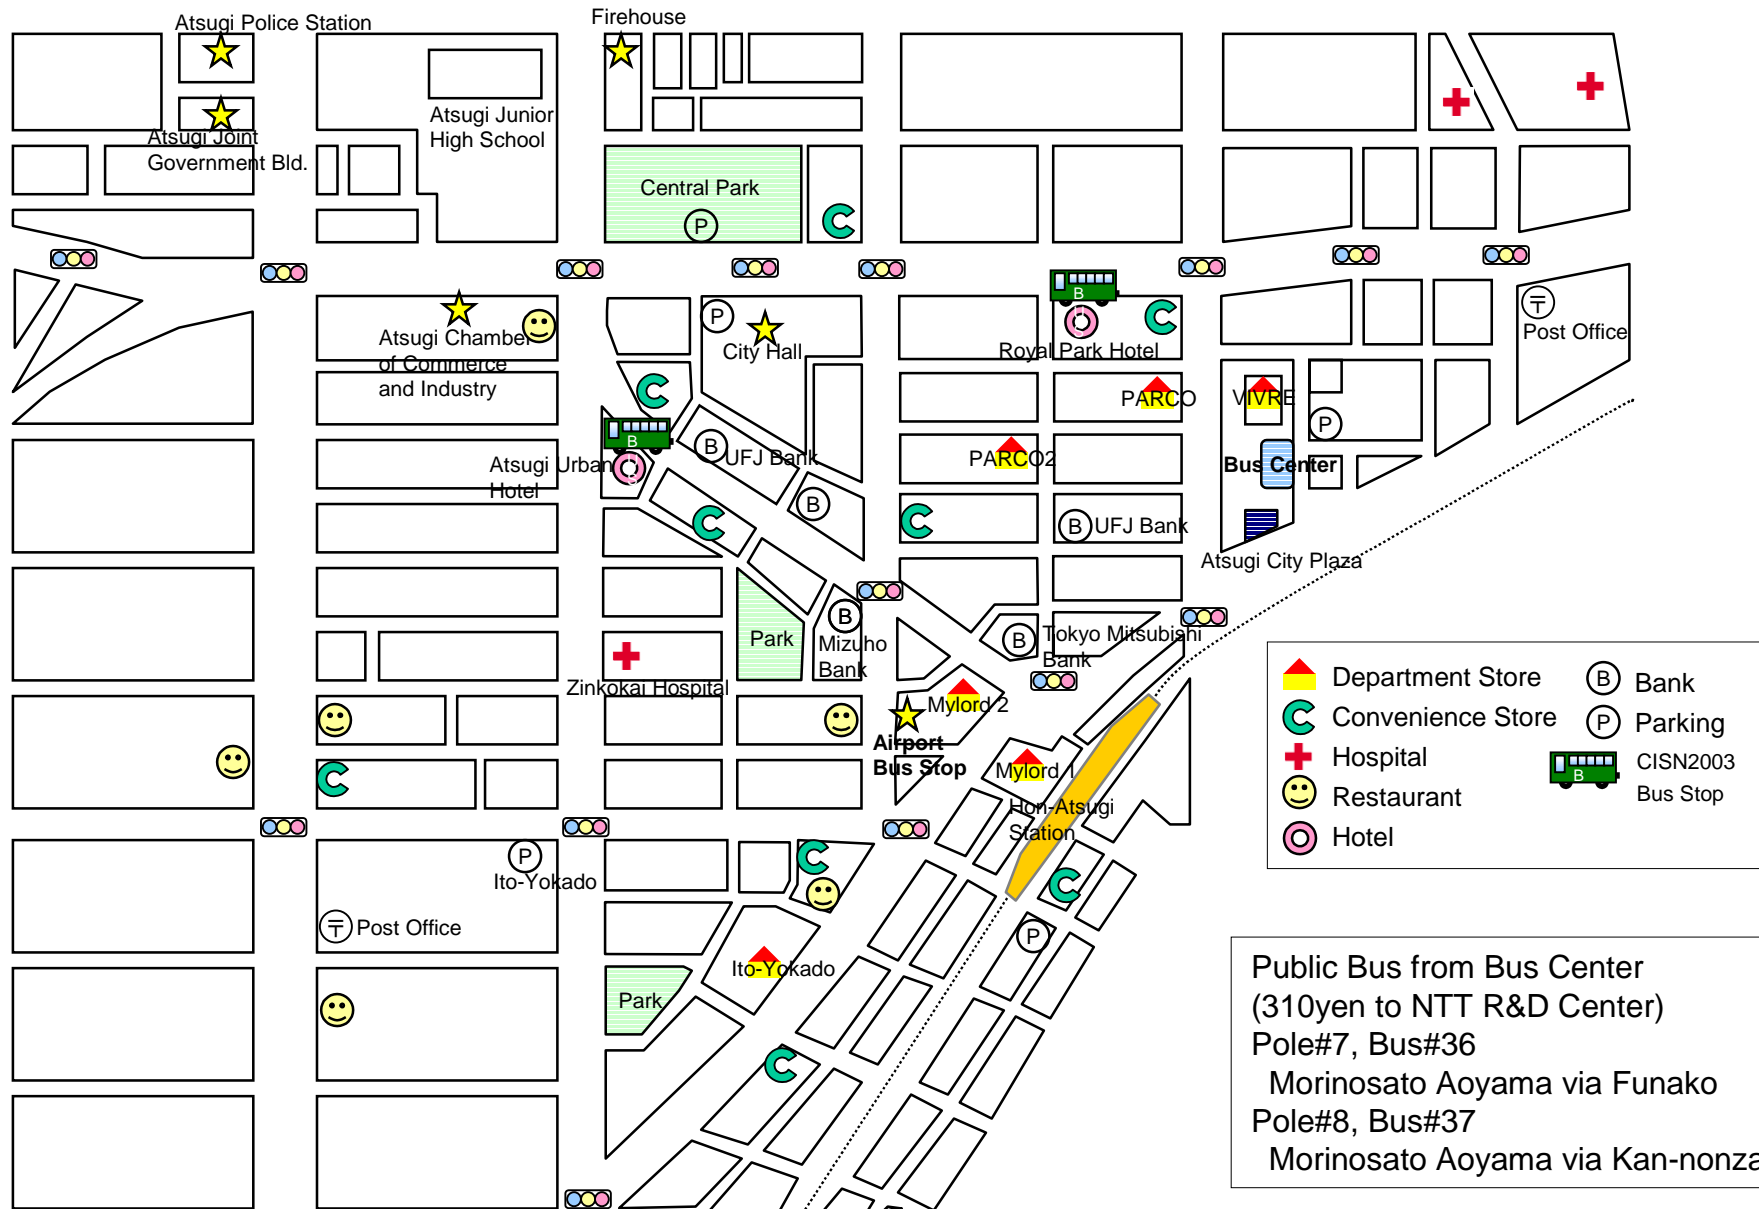 Atsugi Police Station
Firehouse
Atsugi Joint
Government Bld.
Atsugi Junior
High School
Central Park
P
Atsugi Chamber
of Commerce
and Industry
P
City Hall
B
Royal Park Hotel
〒
Post Office
PARCO
VIVRE
P
B
Atsugi Urban
Hotel
B
UFJ Bank
PARCO2
Bus Center
B
B
UFJ Bank
Atsugi City Plaza
Park
B
Mizuho
Bank
B
Tokyo Mitsubishi
Bank
Zinkokai Hospital
Mylord 2
Airport
Bus Stop
Mylord 1
Hon-Atsugi
Station
P
Ito-Yokado
〒
Post Office
P
Ito-Yokado
Park
Department Store
Convenience Store
Hospital
Restaurant
Hotel
B
Bank
P
Parking
B
CISN2003
Bus Stop
Public Bus from Bus Center
(310yen to NTT R&D Center)
Pole#7, Bus#36
Morinosato Aoyama via Funako
Pole#8, Bus#37
Morinosato Aoyama via Kan-nonza